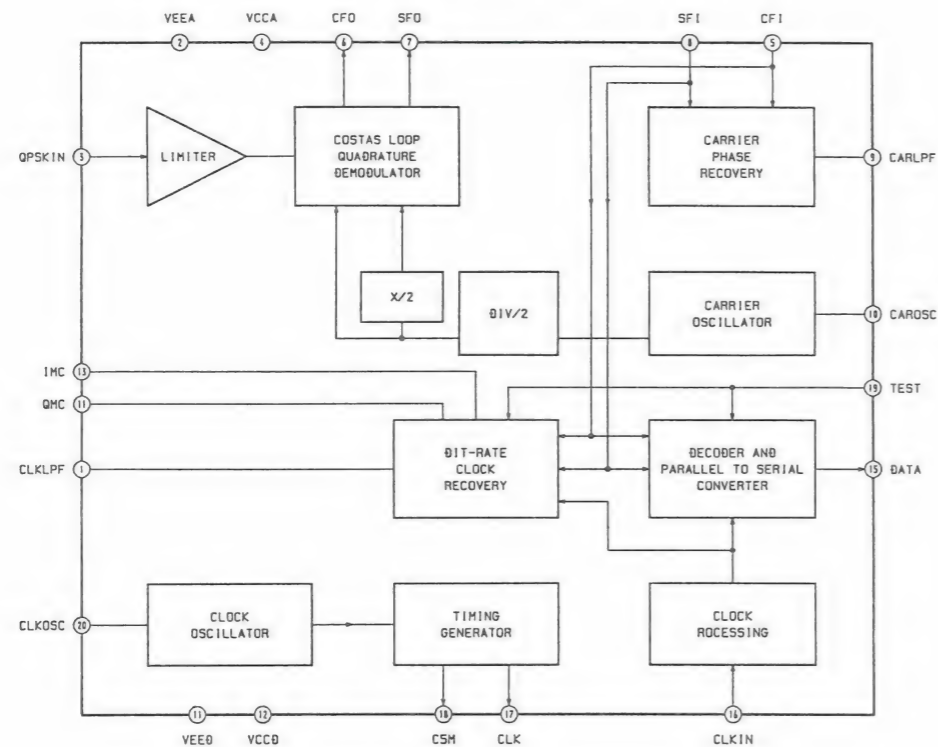 VEEA VCCA CFO SFO SFI CFI
2 4 6 7 8 5
QPSKIN 3
LIMITER
COSTAS LOOP
QUADRATURE
DEMODULATOR
CARRIER
PHASE
RECOVERY
9 CARLPF
X/2
DIV/2
CARRIER
OSCILLATOR
10 CAROSC
IMC 13
19 TEST
QMC 11
CLKLPF 1
BIT-RATE
CLOCK
RECOVERY
DECODER AND
PARALLEL TO SERIAL
CONVERTER
15 DATA
CLKOSC 20
CLOCK
OSCILLATOR
TIMING
GENERATOR
CLOCK
ROCESSING
11 12 18 17 16
VEED VCCD CSM CLK CLKIN